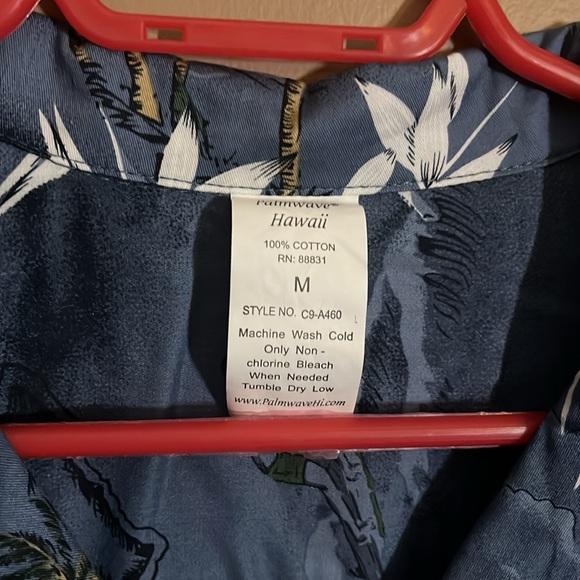 Palmwave
Hawaii
100% COTTON
RN: 88831
M
STYLE NO. C9-A460
Machine Wash Cold
Only Non -
chlorine Bleach
When Needed
Tumble Dry Low
www.PalmwaveHi.com